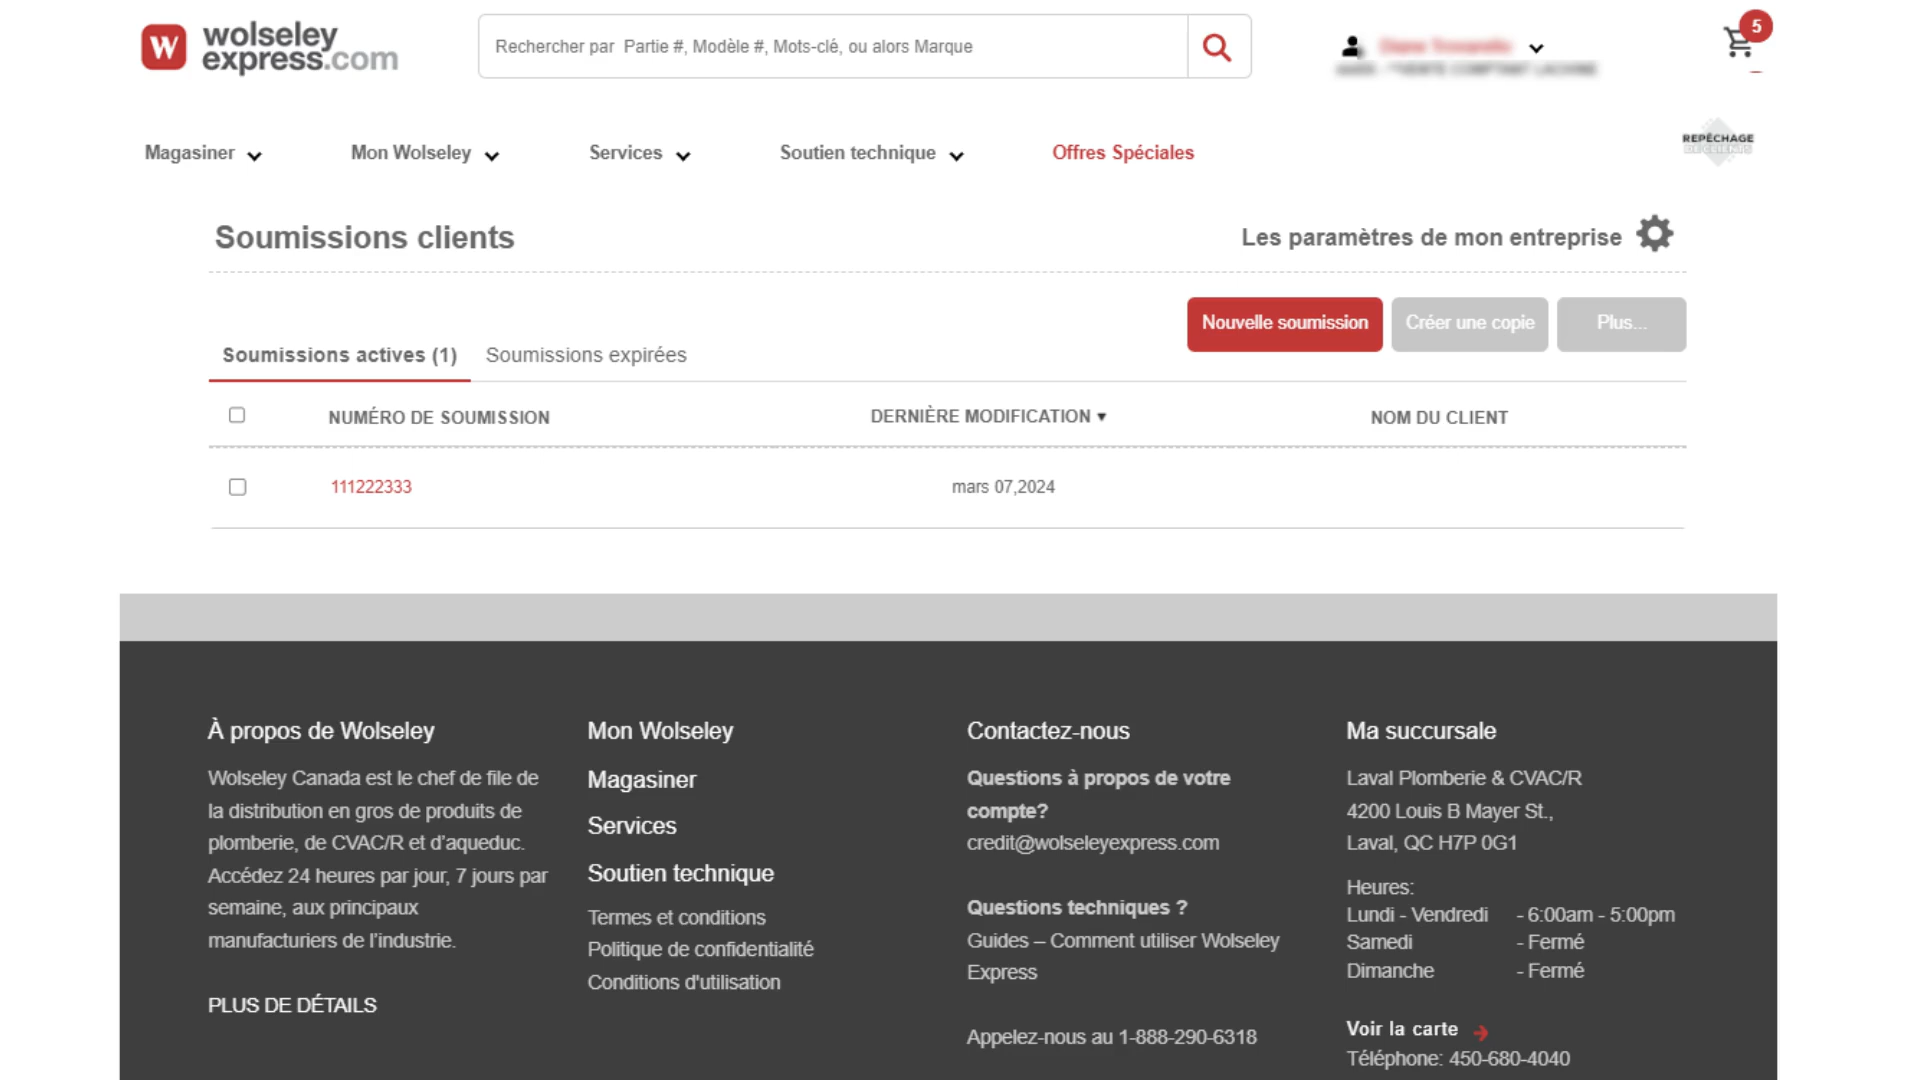 wolseley
express.com
Rechercher par Partie #, Modèle #, Mots-clé, ou alors Marque
5
Magasiner
Mon Wolseley
Services
Soutien technique
Offres Spéciales
REPÊCHAGE
DE CLIENTS
Soumissions clients
Les paramètres de mon entreprise
Nouvelle soumission
Créer une copie
Plus...
Soumissions actives (1)
Soumissions expirées
NUMÉRO DE SOUMISSION
DERNIÈRE MODIFICATION ▼
NOM DU CLIENT
111222333
mars 07,2024
À propos de Wolseley
Wolseley Canada est le chef de file de
la distribution en gros de produits de
plomberie, de CVAC/R et d'aqueduc.
Accédez 24 heures par jour, 7 jours par
semaine, aux principaux
manufacturiers de l'industrie.
PLUS DE DÉTAILS
Mon Wolseley
Magasiner
Services
Soutien technique
Termes et conditions
Politique de confidentialité
Conditions d'utilisation
Contactez-nous
Questions à propos de votre
compte?
credit@wolseleyexpress.com
Questions techniques ?
Guides – Comment utiliser Wolseley
Express
Appelez-nous au 1-888-290-6318
Ma succursale
Laval Plomberie & CVAC/R
4200 Louis B Mayer St.,
Laval, QC H7P 0G1
Heures:
Lundi - Vendredi - 6:00am - 5:00pm
Samedi - Fermé
Dimanche - Fermé
Voir la carte
Téléphone: 450-680-4040